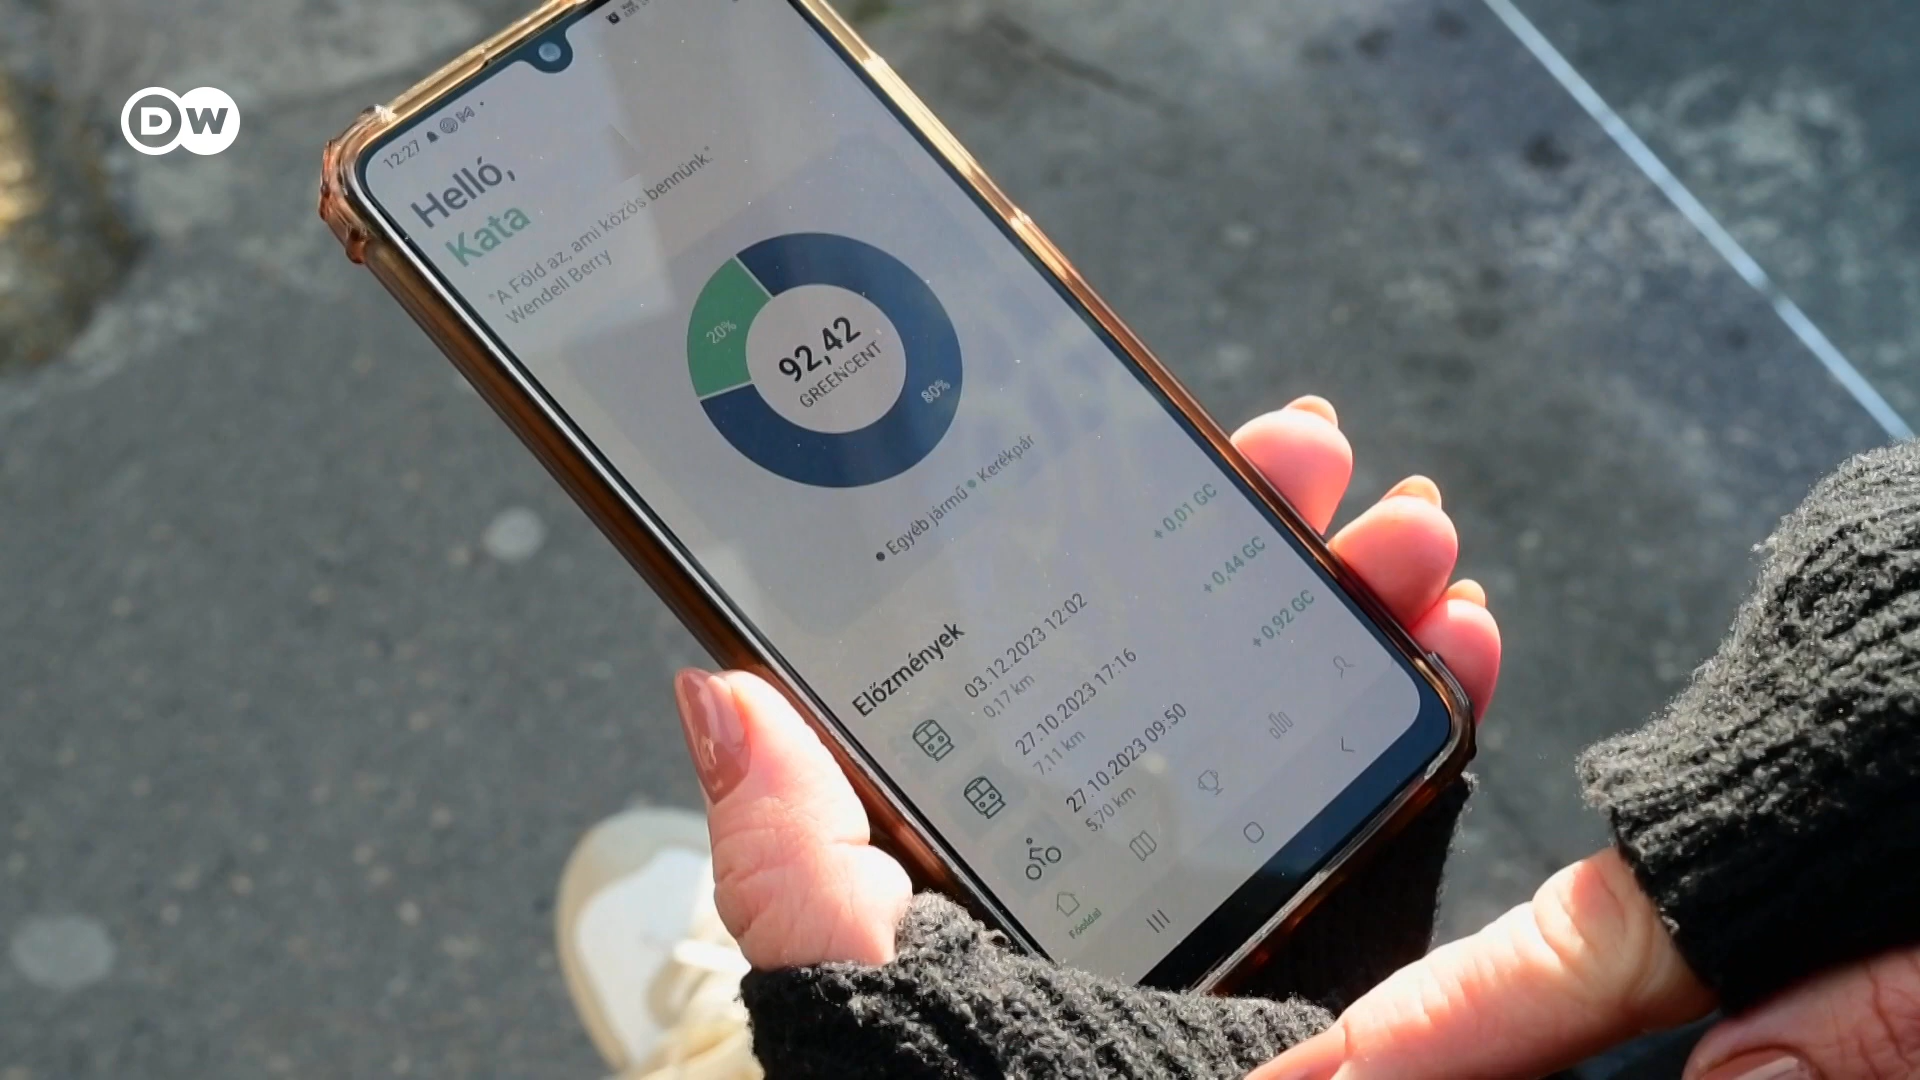 DW
12:27
Helló,
Kata
"A Föld az, ami közös bennünk."
Wendell Berry
20%
92,42
GREENCENT
80%
Egyéb jármű Kerékpár
Előzmények
03.12.2023 12:02
0,17 km
+ 0,01 GC
27.10.2023 17:16
7,11 km
+ 0,44 GC
27.10.2023 09:50
5,70 km
+ 0,92 GC
Főoldal